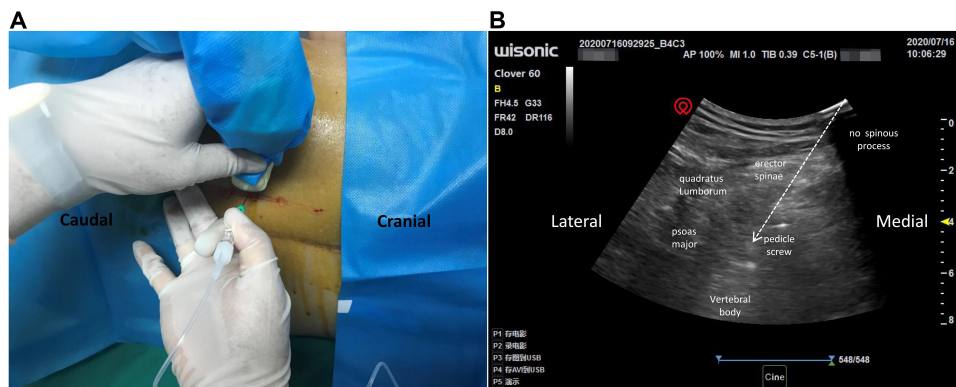 A
B
Caudal
Cranial
wisonic
20200716092925_B4C3
AP 100% MI 1.0 TIB 0.39 C5-1(B)
2020/07/16
10:06:29
Clover 60
B
FH4.5 G33
FR42 DR116
D8.0
no spinous
process
erector
spinae
quadratus
Lumborum
Lateral
Medial
psoas
major
pedicle
screw
Vertebral
body
0
2
4
6
8
P1 存电影
P2 录电影
P3 存图到USB
P4 存AVI到USB
P5 演示
548/548
Cine